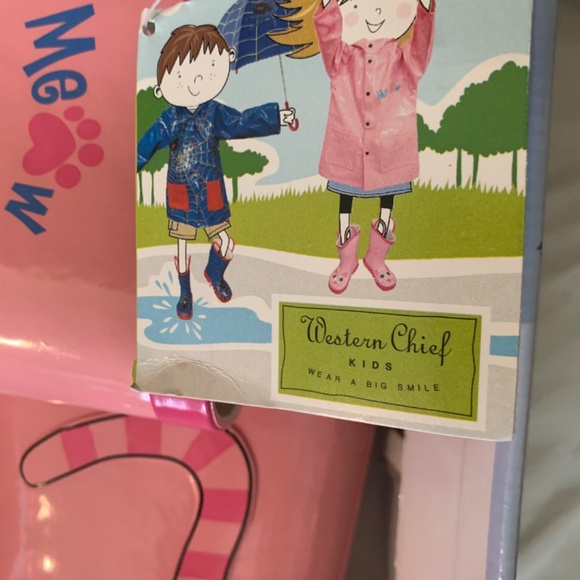 Meow
Western Chief
KIDS
WEAR A BIG SMILE